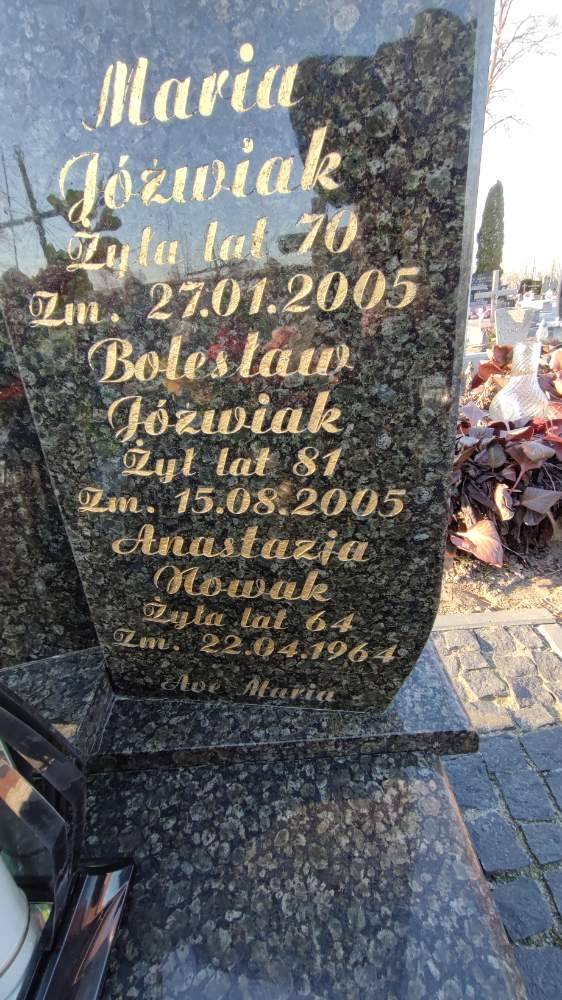 Maria
Jóźwiak
Żyła lat 70
Zm. 27.01.2005
Bolesław
Józwiak
Żył lat 81
Zm. 15.08.2005
Anastazja
Nowak
Żyła lat 64
Zm. 22.04.1964
Ave Maria